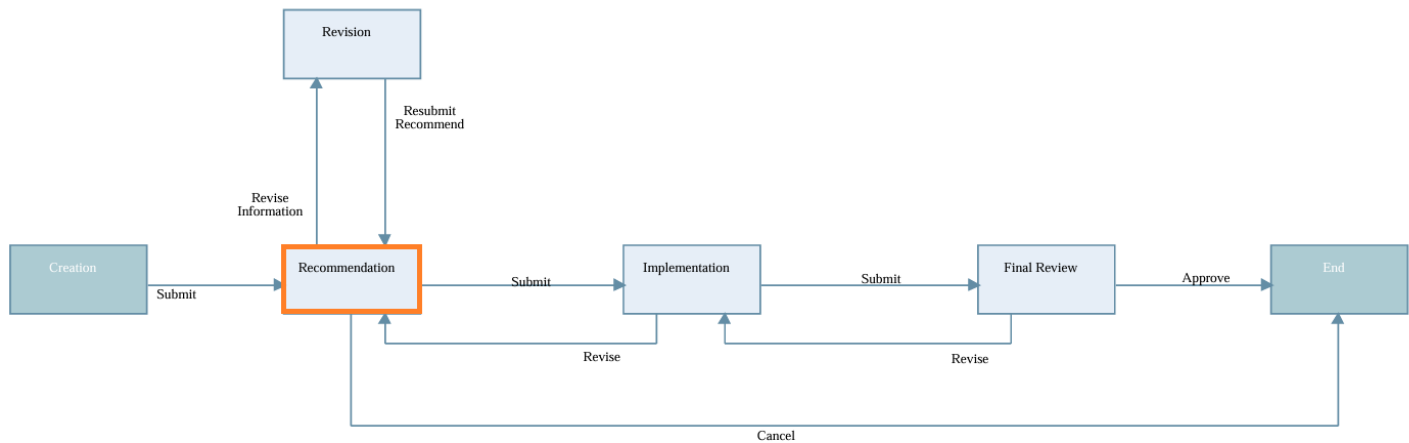 Revision
Resubmit
Recommend
Revise
Information
Creation
Submit
Recommendation
Submit
Implementation
Submit
Final Review
Approve
End
Revise
Revise
Cancel